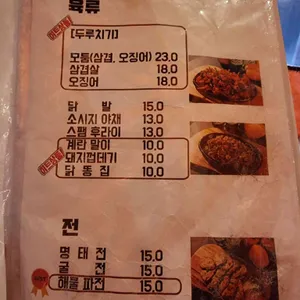 육류
[두루치기]
모듬(삼겹, 오징어) 23.0
삼겹살 18.0
오징어 18.0
닭 발 15.0
소시지 야채 13.0
스팸 후라이 13.0
계란 말이 10.0
돼지껍데기 10.0
닭 똥 집 10.0
전
명 태 전 15.0
굴 전 15.0
해물 파전 15.0